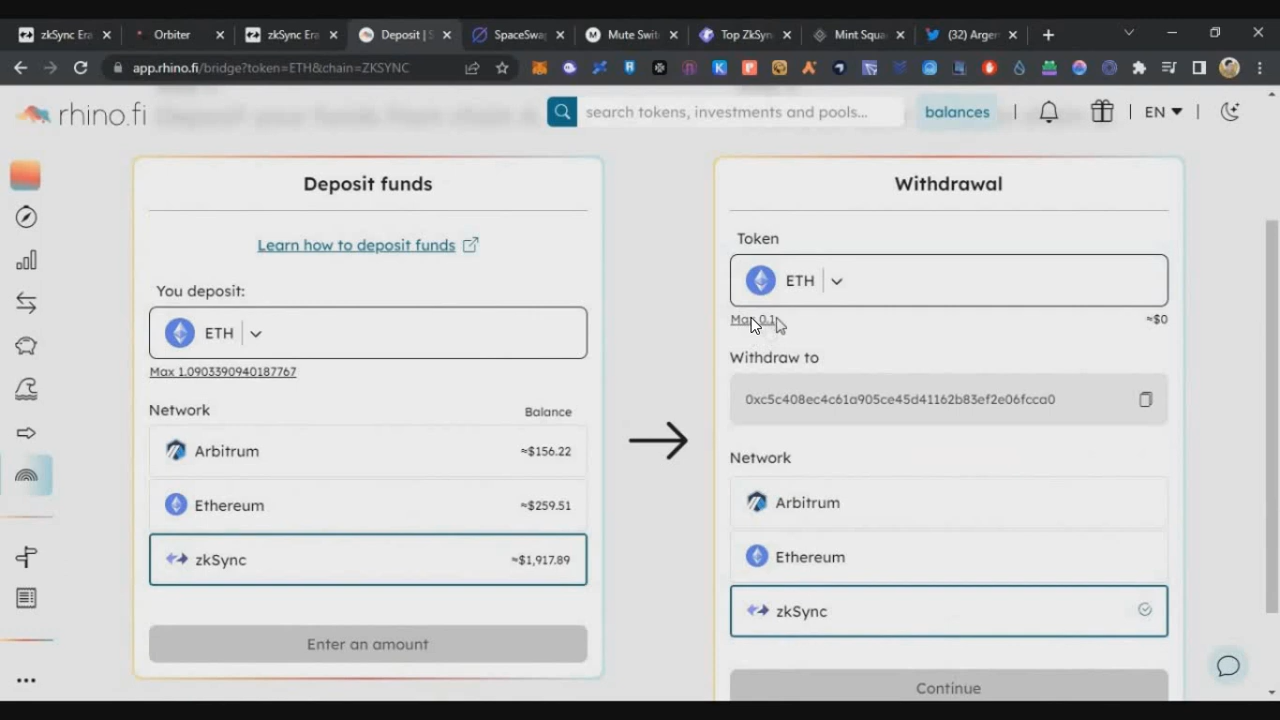 zkSync Era
Orbiter
zkSync Era
Deposit | S
SpaceSwap
Mute Swit
Top ZkSyn
Mint Squa
(32) Argen
app.rhino.fi/bridge?token=ETH&chain=ZKSYNC
rhino.fi
search tokens, investments and pools...
balances
EN
Deposit funds
Learn how to deposit funds
You deposit:
ETH
Max 1.0903390940187767
Network
Balance
Arbitrum
≈$156.22
Ethereum
≈$259.51
zkSync
≈$1,917.89
Enter an amount
Withdrawal
Token
ETH
Max 0.1
≈$0
Withdraw to
0xc5c408ec4c61a905ce45d41162b83ef2e06fcca0
Network
Arbitrum
Ethereum
zkSync
Continue